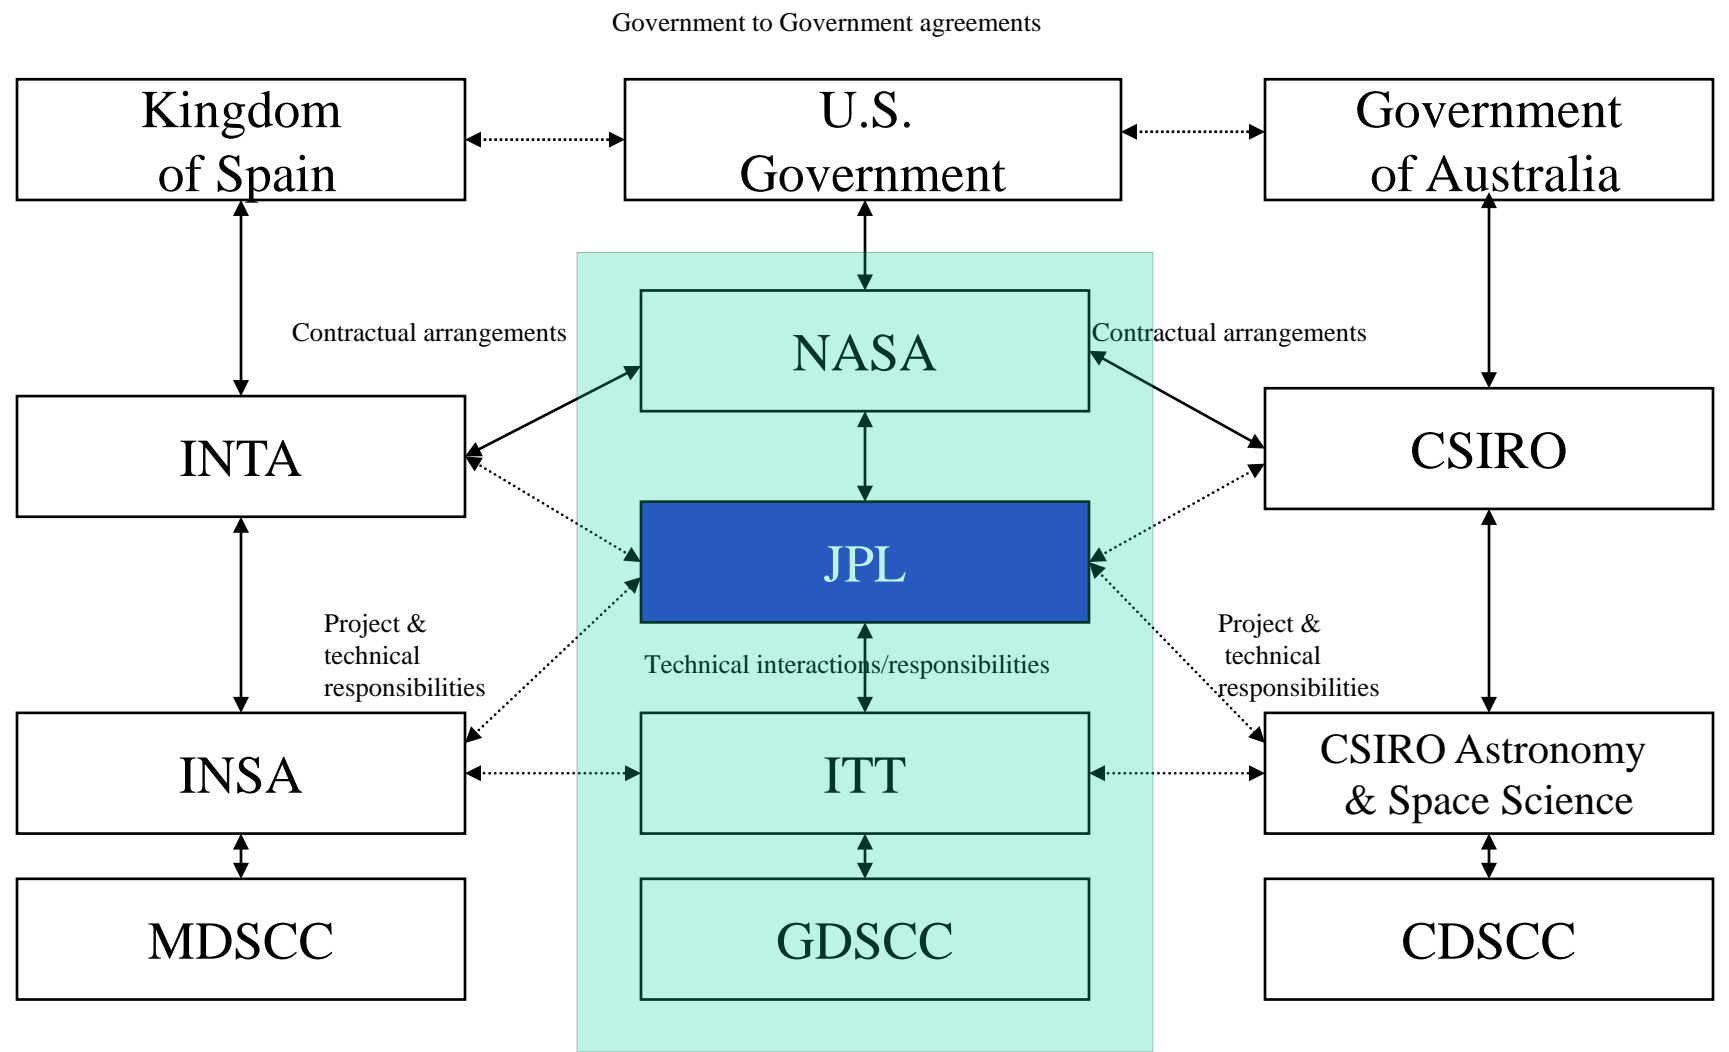 Government to Government agreements
Kingdom
of Spain
U.S.
Government
Government
of Australia
Contractual arrangements
NASA
Contractual arrangements
INTA
CSIRO
JPL
Project &
technical
responsibilities
Technical interactions/responsibilities
Project &
technical
responsibilities
INSA
ITT
CSIRO Astronomy
& Space Science
MDSCC
GDSCC
CDSCC